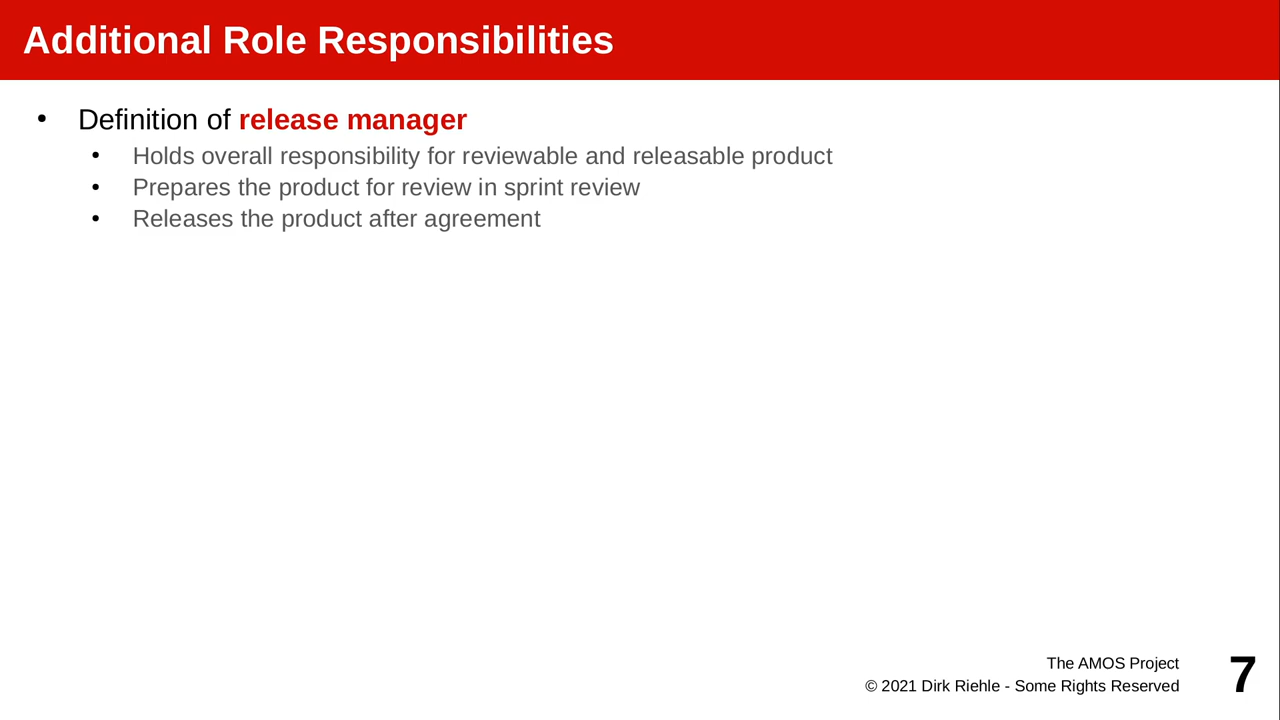 Additional Role Responsibilities
• Definition of release manager
• Holds overall responsibility for reviewable and releasable product
• Prepares the product for review in sprint review
• Releases the product after agreement
The AMOS Project
© 2021 Dirk Riehle - Some Rights Reserved
7